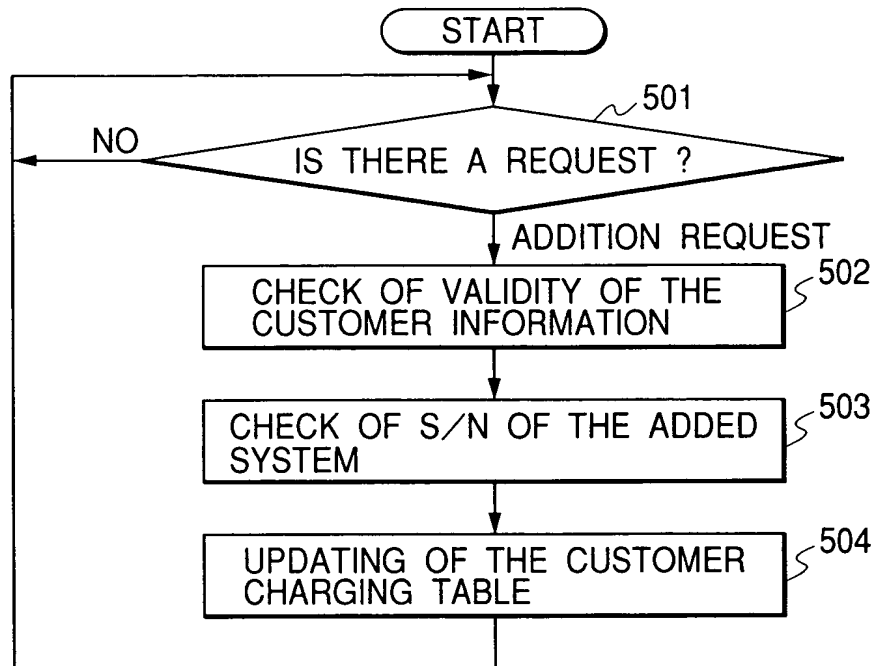 START
501
NO
IS THERE A REQUEST ?
ADDITION REQUEST
502
CHECK OF VALIDITY OF THE
CUSTOMER INFORMATION
503
CHECK OF S/N OF THE ADDED
SYSTEM
504
UPDATING OF THE CUSTOMER
CHARGING TABLE